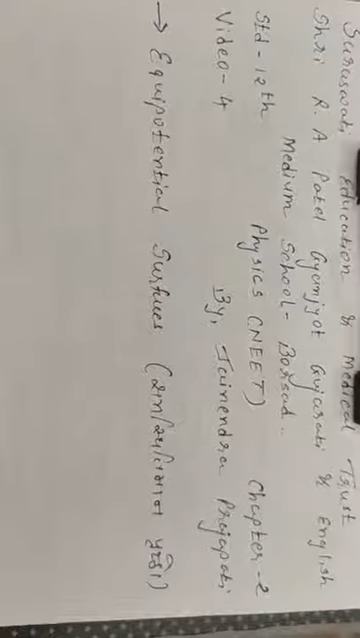 Saraswati Education & Medical Trust
Shri R. A Patel Gyanjyot Gujarati & English
Medium School - Borsad.
Std - 12th Physics (NEET) Chapter - 2
Video - 4 By, Jainendra Prajapati
→ Equipotential Surfaces (સમસ્થિતિમાન પૃષ્ઠો)